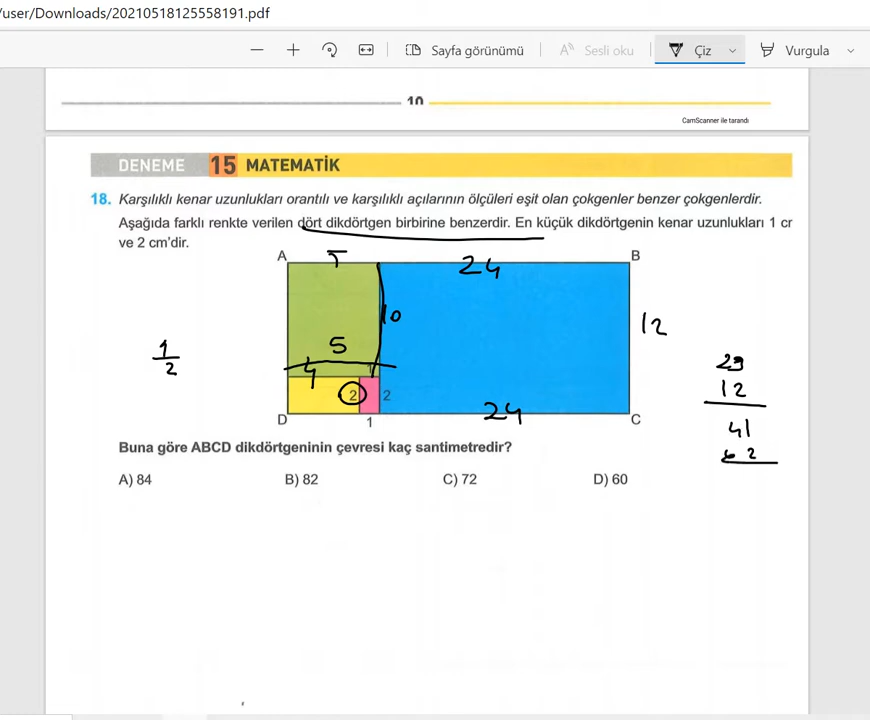 /user/Downloads/20210518125558191.pdf
Sayfa görünümü
Sesli oku
Çiz
Vurgula
10
CamScanner ile tarandı
DENEME 15 MATEMATİK
18. Karşılıklı kenar uzunlukları orantılı ve karşılıklı açılarının ölçüleri eşit olan çokgenler benzer çokgenlerdir.
Aşağıda farklı renkte verilen dört dikdörtgen birbirine benzerdir. En küçük dikdörtgenin kenar uzunlukları 1 cr
ve 2 cm'dir.
A
5
24
B
10
12
1
2
5
4
1
2
2
D
1
24
C
29
12
41
82
Buna göre ABCD dikdörtgeninin çevresi kaç santimetredir?
A) 84
B) 82
C) 72
D) 60